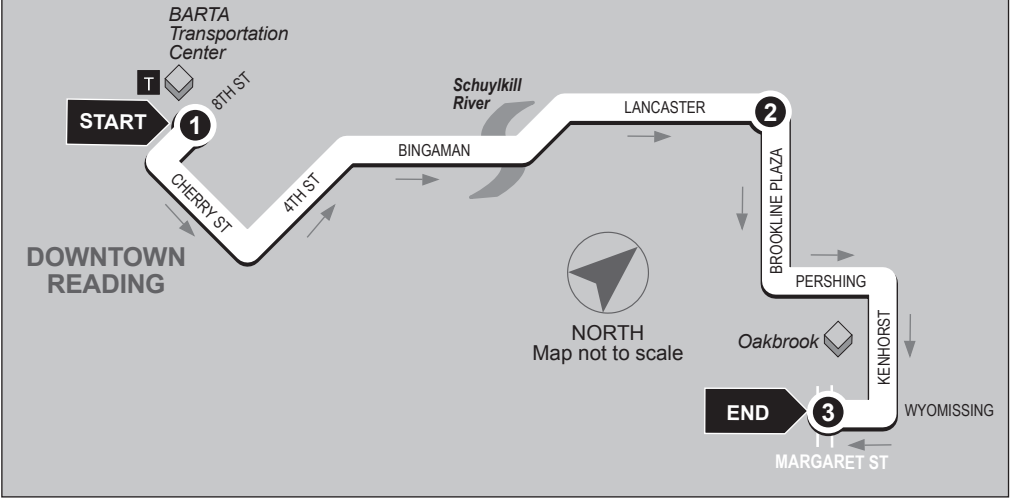 BARTA
Transportation
Center
T
8TH ST
START
1
CHERRY ST
4TH ST
DOWNTOWN
READING
BINGAMAN
Schuylkill
River
LANCASTER
2
BROOKLINE PLAZA
PERSHING
NORTH
Map not to scale
Oakbrook
KENHORST
END
3
WYOMISSING
MARGARET ST